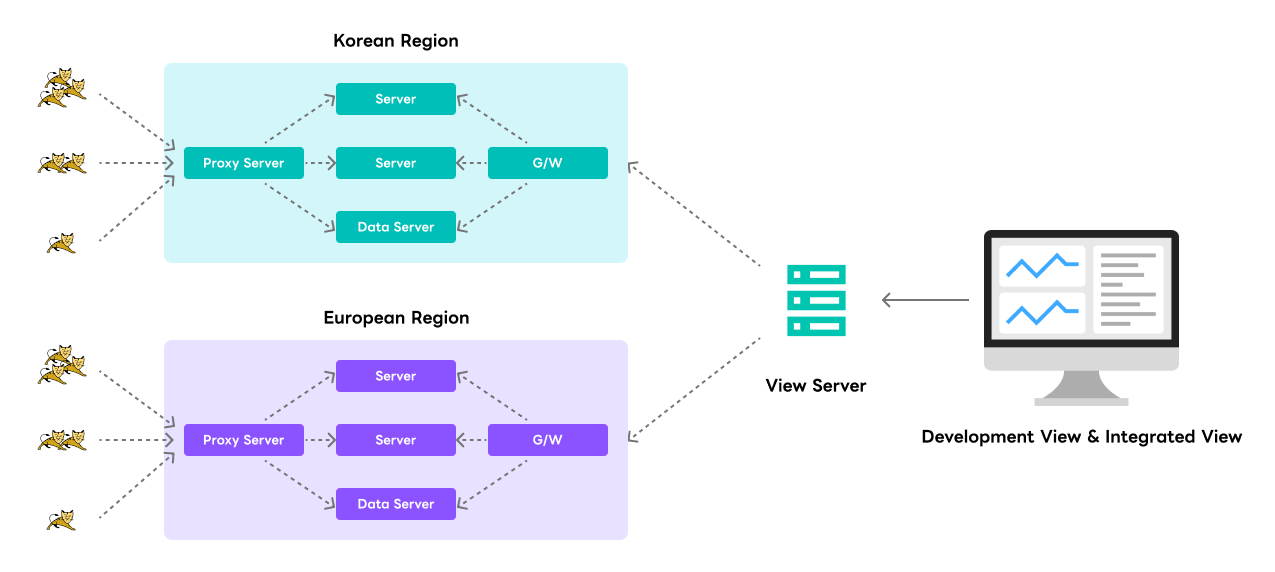 Korean Region
Server
Proxy Server
Server
G/W
Data Server
European Region
Server
Proxy Server
Server
G/W
Data Server
View Server
Development View & Integrated View